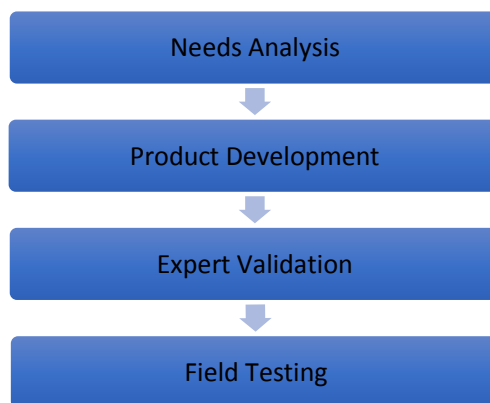 Needs Analysis
Product Development
Expert Validation
Field Testing